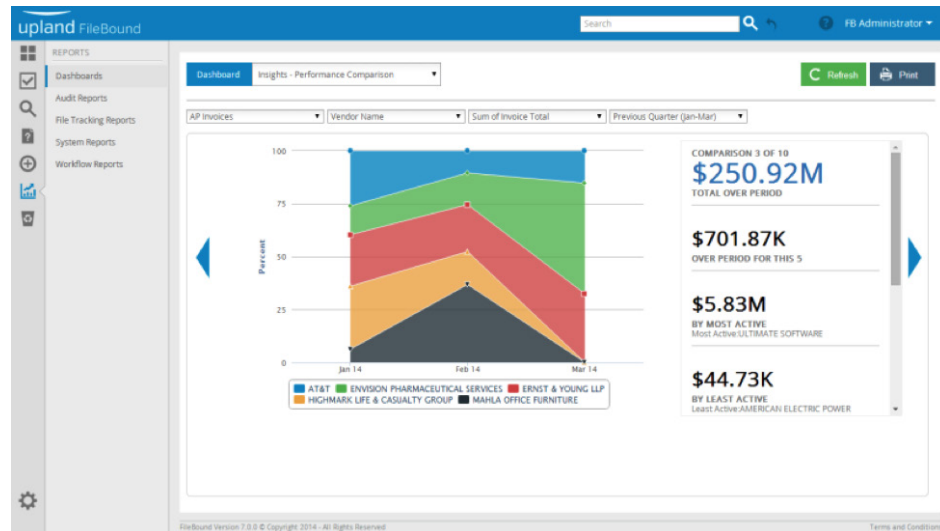 upland FileBound
Search
FB Administrator
REPORTS
Dashboards
Audit Reports
File Tracking Reports
System Reports
Workflow Reports
Dashboard Insights - Performance Comparison
Refresh Print
AP Invoices Vendor Name Sum of Invoice Total Previous Quarter (Jan-Mar)
100
75
50
25
0
Percent
Jan 14 Feb 14 Mar 14
AT&T ENVISION PHARMACEUTICAL SERVICES ERNST & YOUNG LLP
HIGHMARK LIFE & CASUALTY GROUP MAHLA OFFICE FURNITURE
COMPARISON 3 OF 10
$250.92M
TOTAL OVER PERIOD
$701.87K
OVER PERIOD FOR THIS 5
$5.83M
BY MOST ACTIVE
Most Active:ULTIMATE SOFTWARE
$44.73K
BY LEAST ACTIVE
Least Active:AMERICAN ELECTRIC POWER
FileBound Version 7.0.0 © Copyright 2014 - All Rights Reserved
Terms and Condition